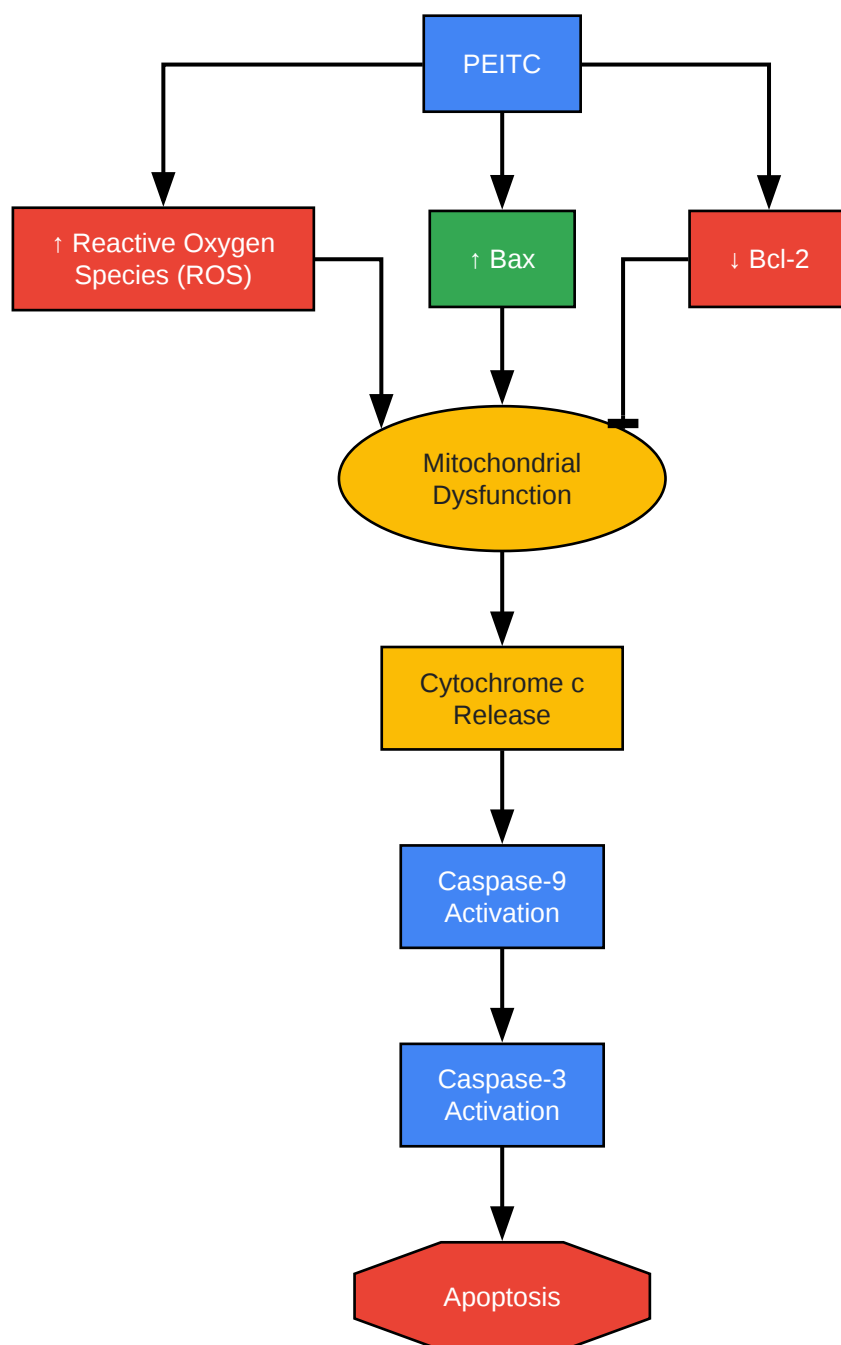 PEITC
↑ Reactive Oxygen
Species (ROS)
↑ Bax
↓ Bcl-2
Mitochondrial
Dysfunction
Cytochrome c
Release
Caspase-9
Activation
Caspase-3
Activation
Apoptosis